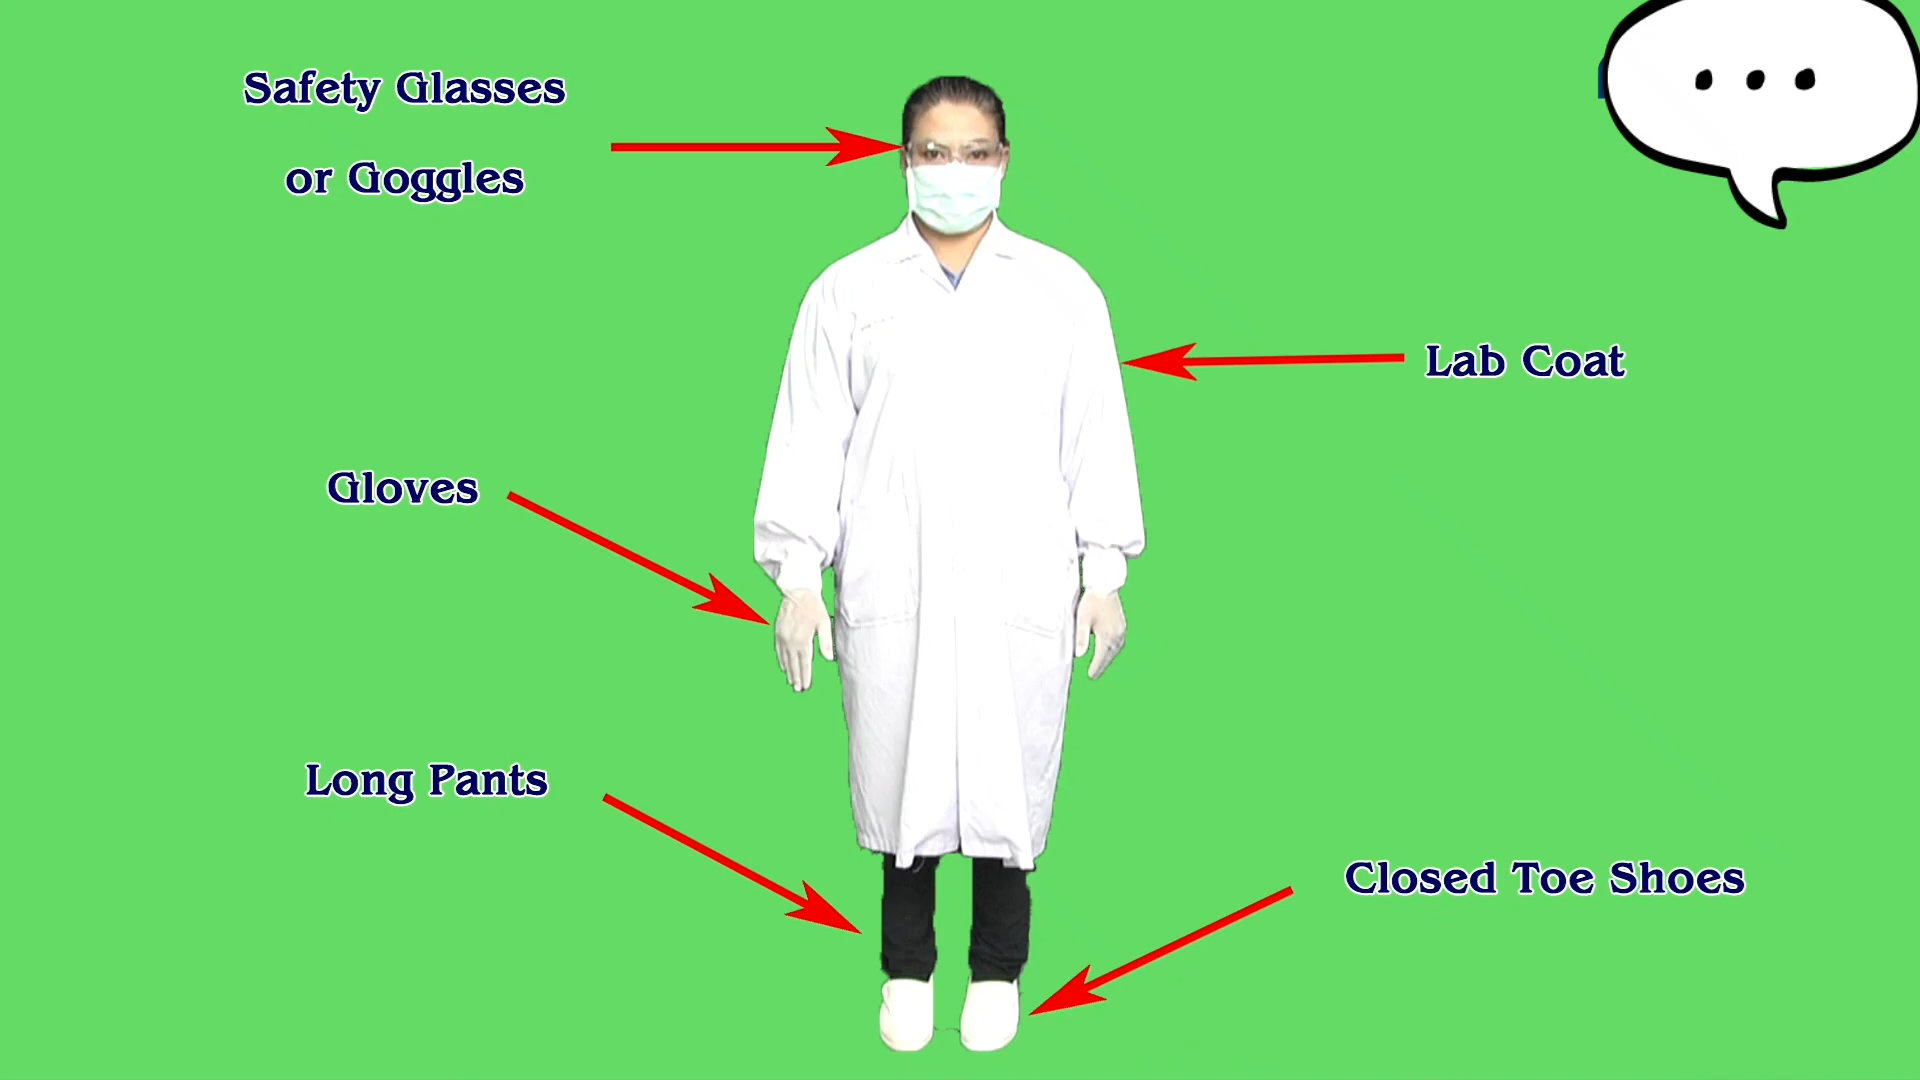 Safety Glasses
or Goggles
Lab Coat
Gloves
Long Pants
Closed Toe Shoes